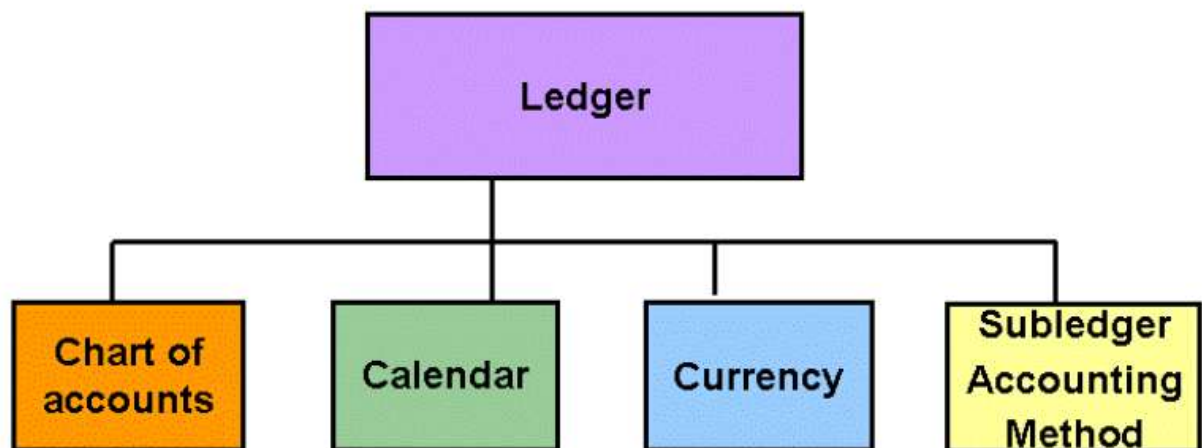 Ledger
Chart of
accounts
Calendar
Currency
Subledger
Accounting
Method